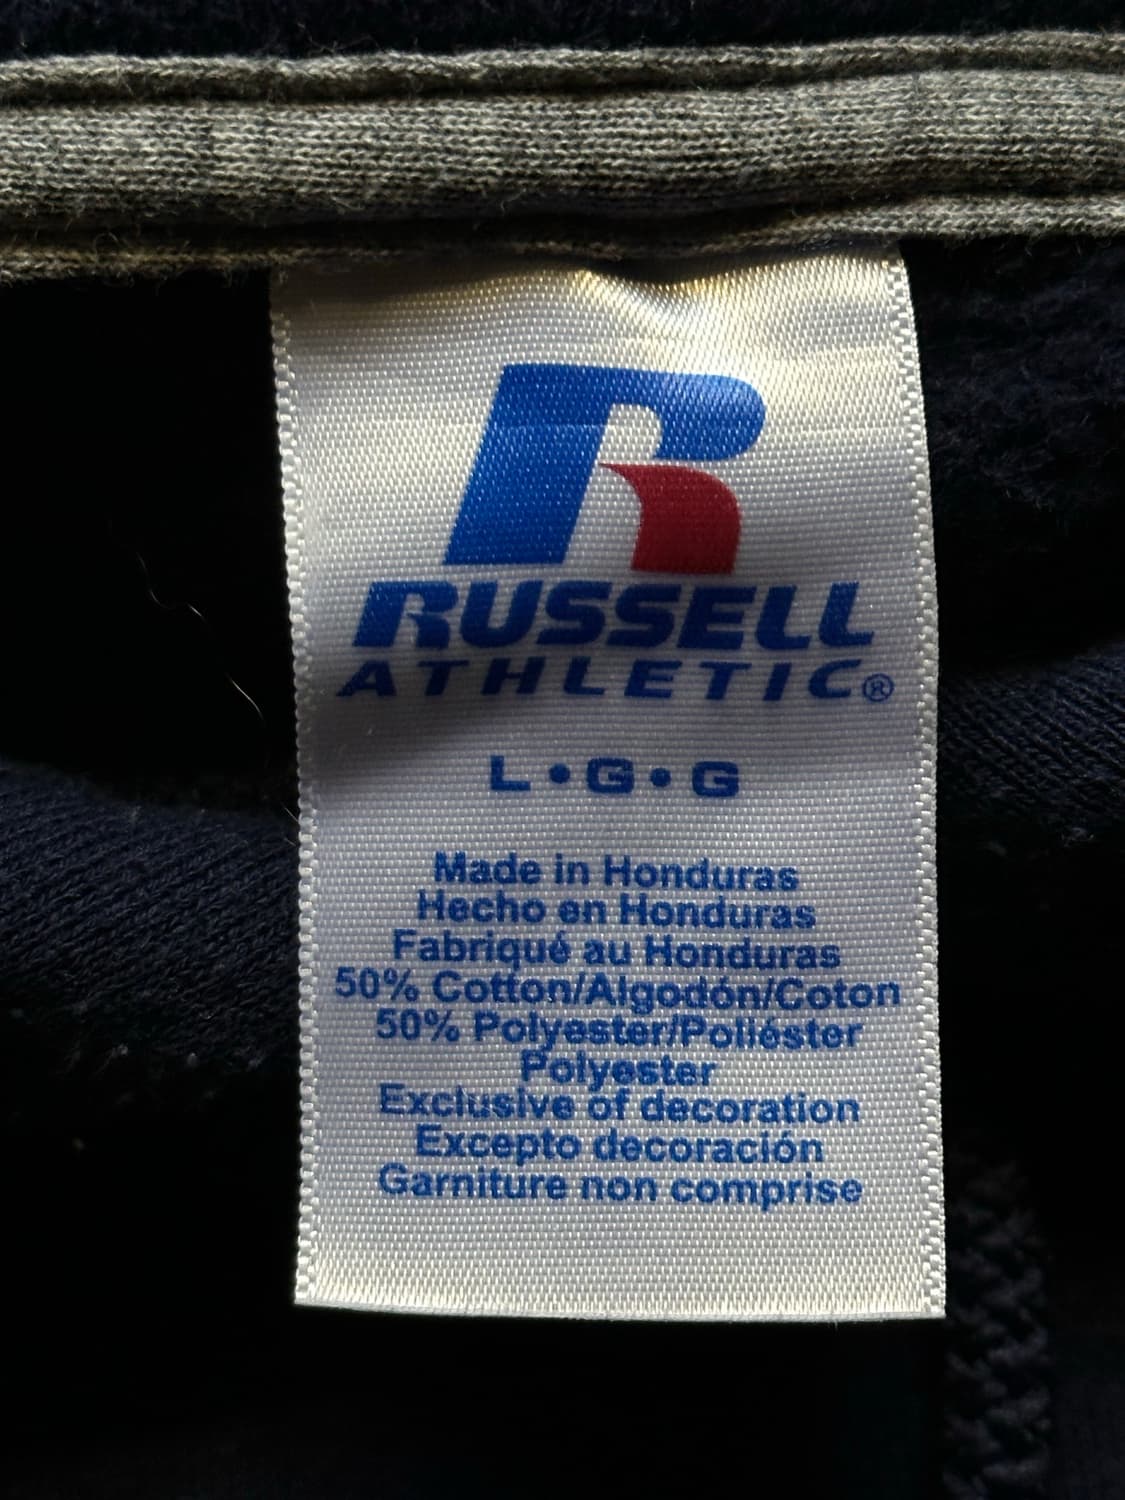 R
RUSSELL
ATHLETIC®
L•G•G
Made in Honduras
Hecho en Honduras
Fabriqué au Honduras
50% Cotton/Algodón/Coton
50% Polyester/Poliéster
Polyester
Exclusive of decoration
Excepto decoración
Garniture non comprise